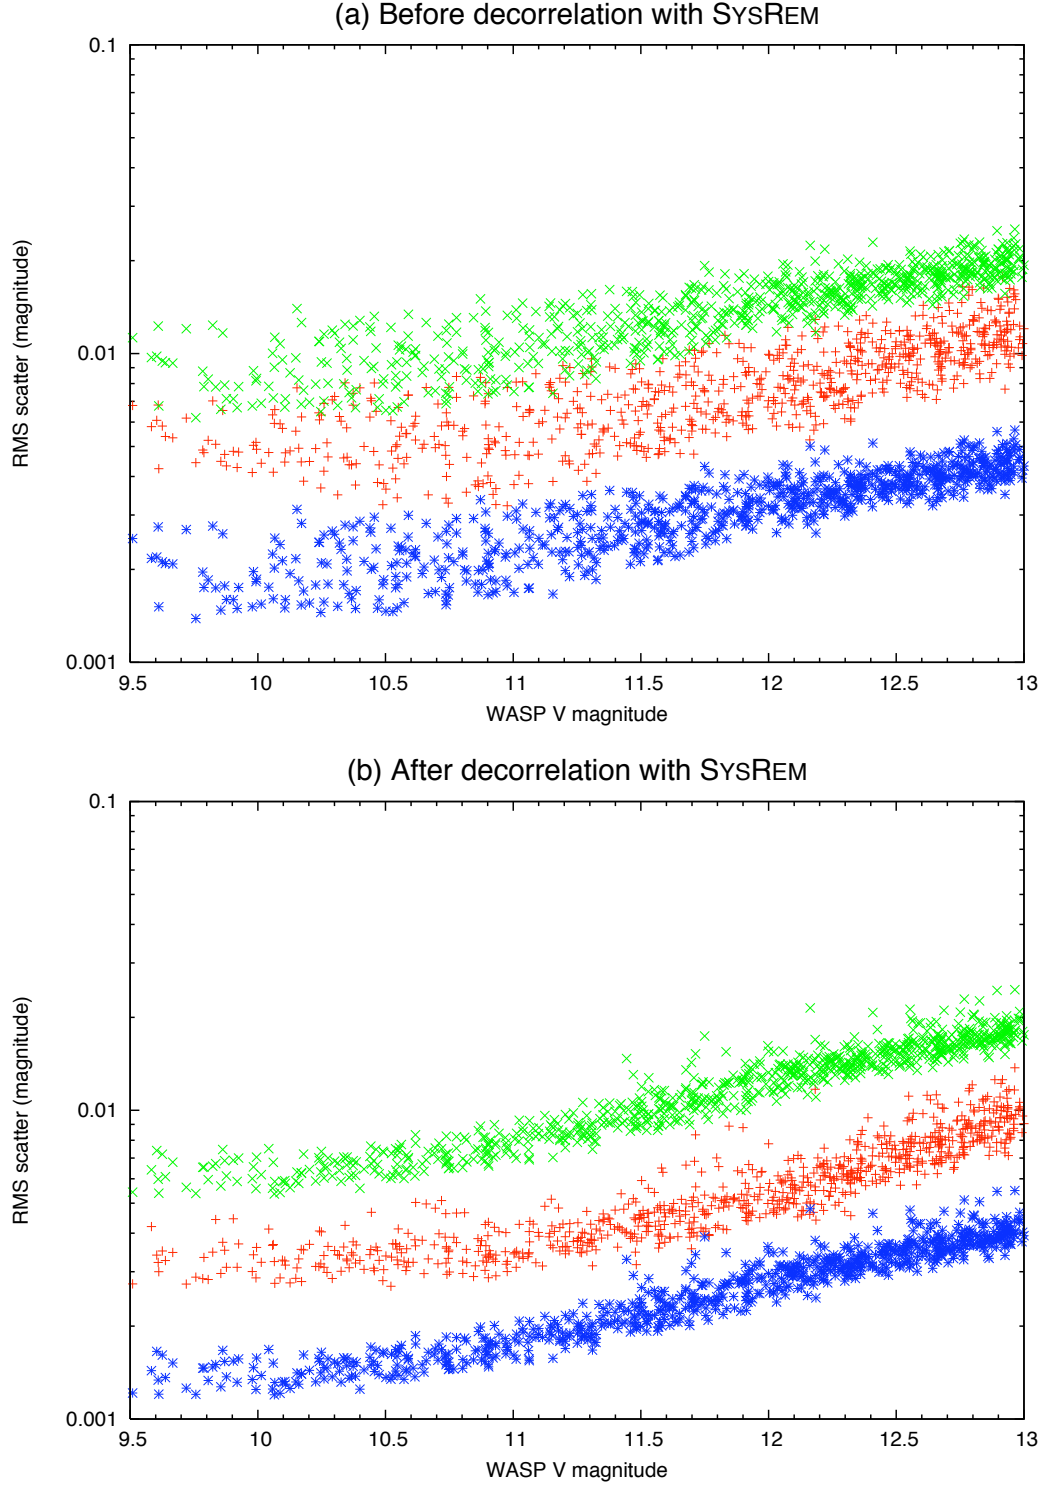 (a) Before decorrelation with SYSREM
0.1
0.01
0.001
RMS scatter (magnitude)
9.5 10 10.5 11 11.5 12 12.5 13
WASP V magnitude
(b) After decorrelation with SYSREM
0.1
0.01
0.001
RMS scatter (magnitude)
9.5 10 10.5 11 11.5 12 12.5 13
WASP V magnitude